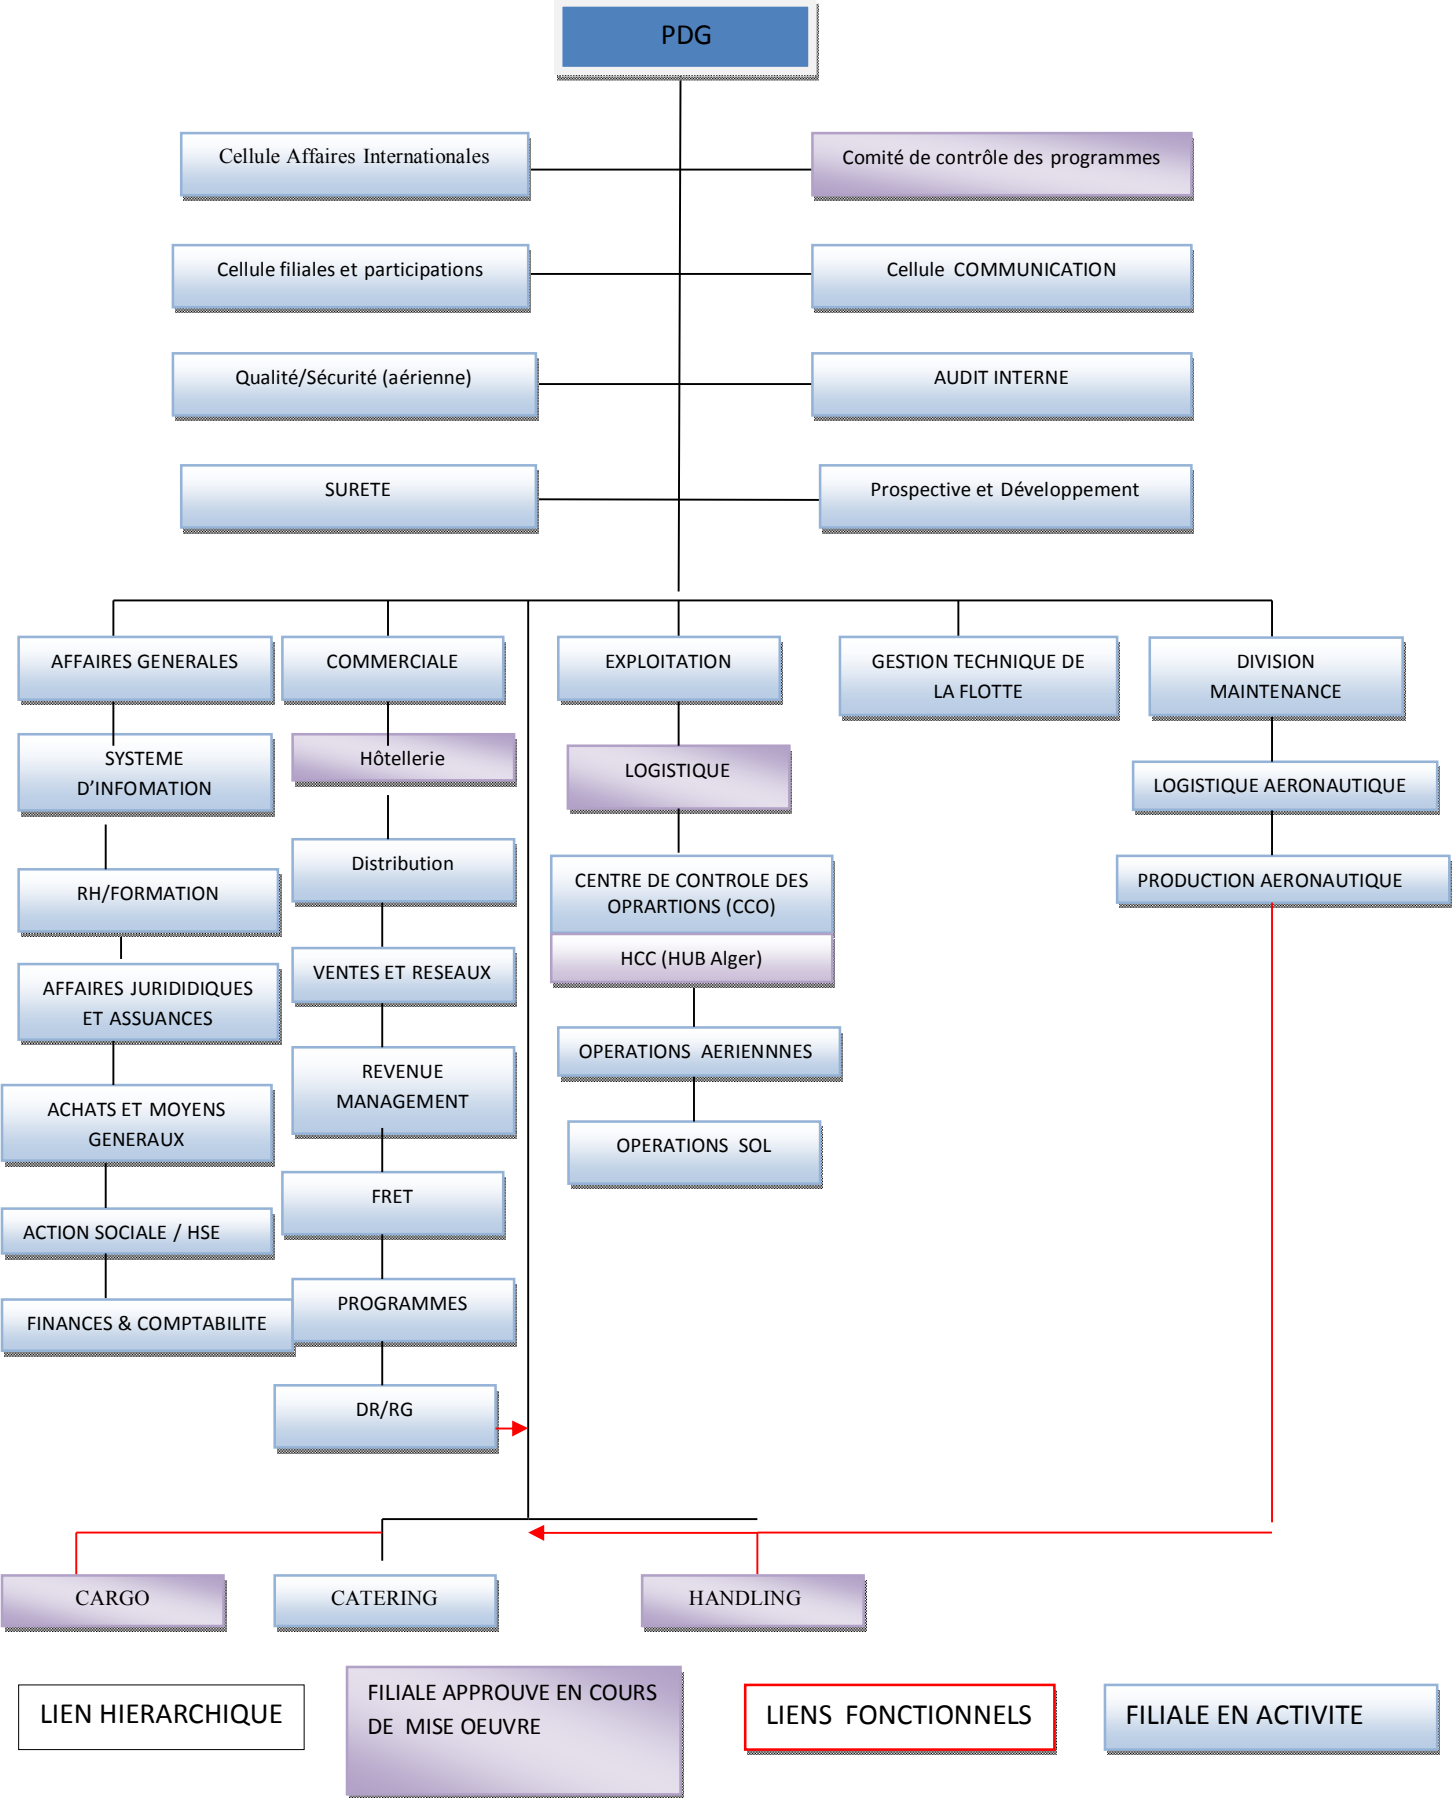 PDG
Cellule Affaires Internationales
Comité de contrôle des programmes
Cellule filiales et participations
Cellule COMMUNICATION
Qualité/Sécurité (aérienne)
AUDIT INTERNE
SURETE
Prospective et Développement
AFFAIRES GENERALES
COMMERCIALE
EXPLOITATION
GESTION TECHNIQUE DE
LA FLOTTE
DIVISION
MAINTENANCE
SYSTEME
D'INFOMATION
Hôtellerie
LOGISTIQUE
LOGISTIQUE AERONAUTIQUE
RH/FORMATION
Distribution
CENTRE DE CONTROLE DES
OPRARTIONS (CCO)
HCC (HUB Alger)
PRODUCTION AERONAUTIQUE
AFFAIRES JURIDIDIQUES
ET ASSUANCES
VENTES ET RESEAUX
OPERATIONS AERIENNNES
ACHATS ET MOYENS
GENERAUX
REVENUE
MANAGEMENT
OPERATIONS SOL
ACTION SOCIALE / HSE
FRET
FINANCES & COMPTABILITE
PROGRAMMES
DR/RG
CARGO
CATERING
HANDLING
LIEN HIERARCHIQUE
FILIALE APPROUVE EN COURS
DE MISE OEUVRE
LIENS FONCTIONNELS
FILIALE EN ACTIVITE